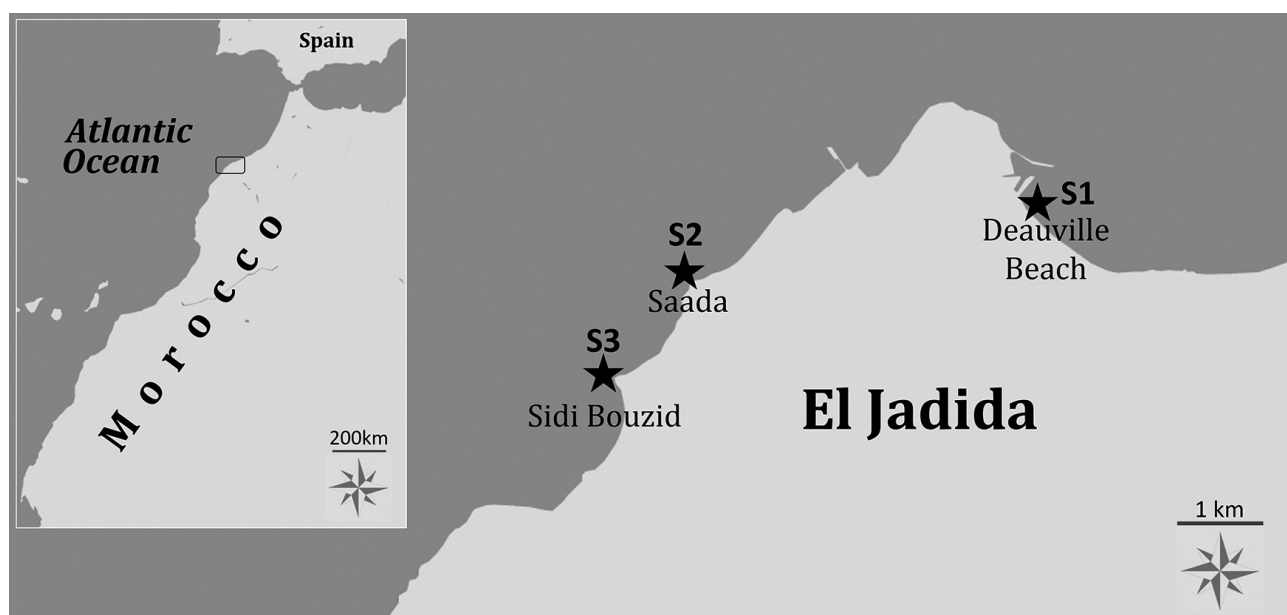 Spain
Atlantic
Ocean
Morocco
200km
S1
Deauville
Beach
S2
Saada
S3
Sidi Bouzid
El Jadida
1 km